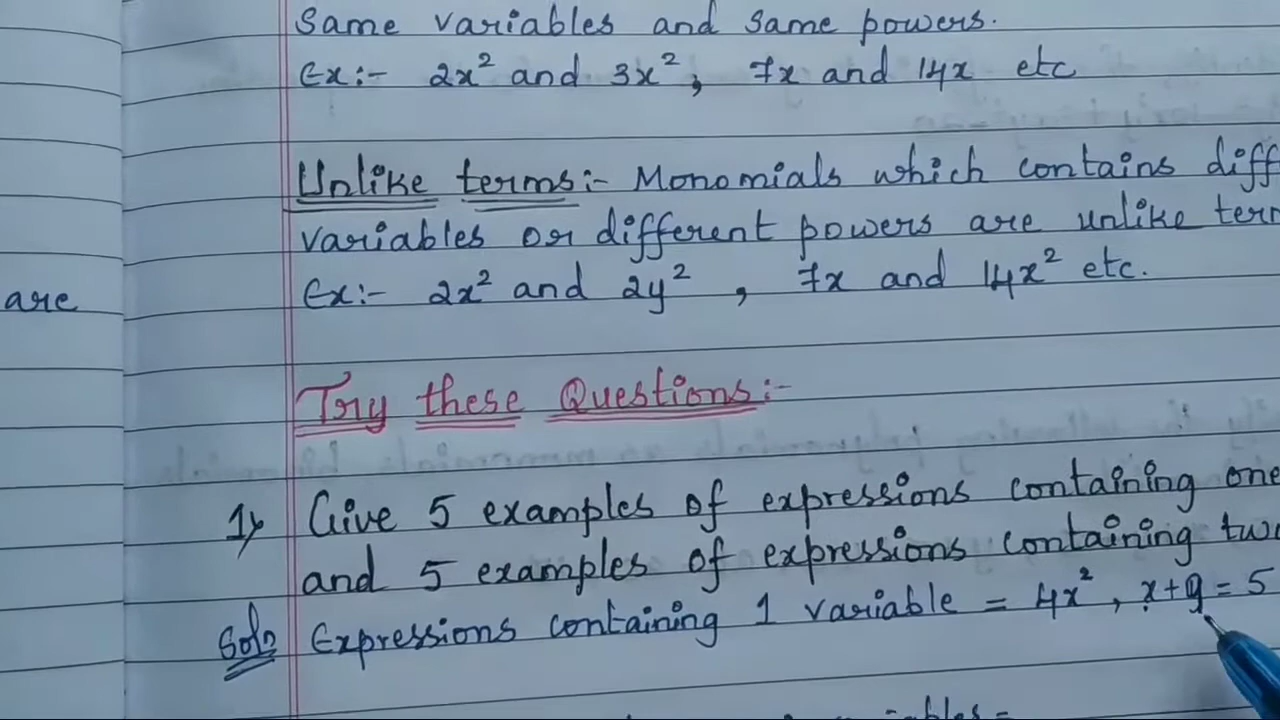 are
Same variables and same powers.
Ex:- 2x² and 3x², 7x and 14x etc
Unlike terms:- Monomials which contains diff
variables or different powers are unlike ter
Ex:- 2x² and 2y², 7x and 14x² etc.
Try these Questions:-
1) Give 5 examples of expressions containing one
and 5 examples of expressions containing two
Soln Expressions containing 1 variable = 4x², x+9=5